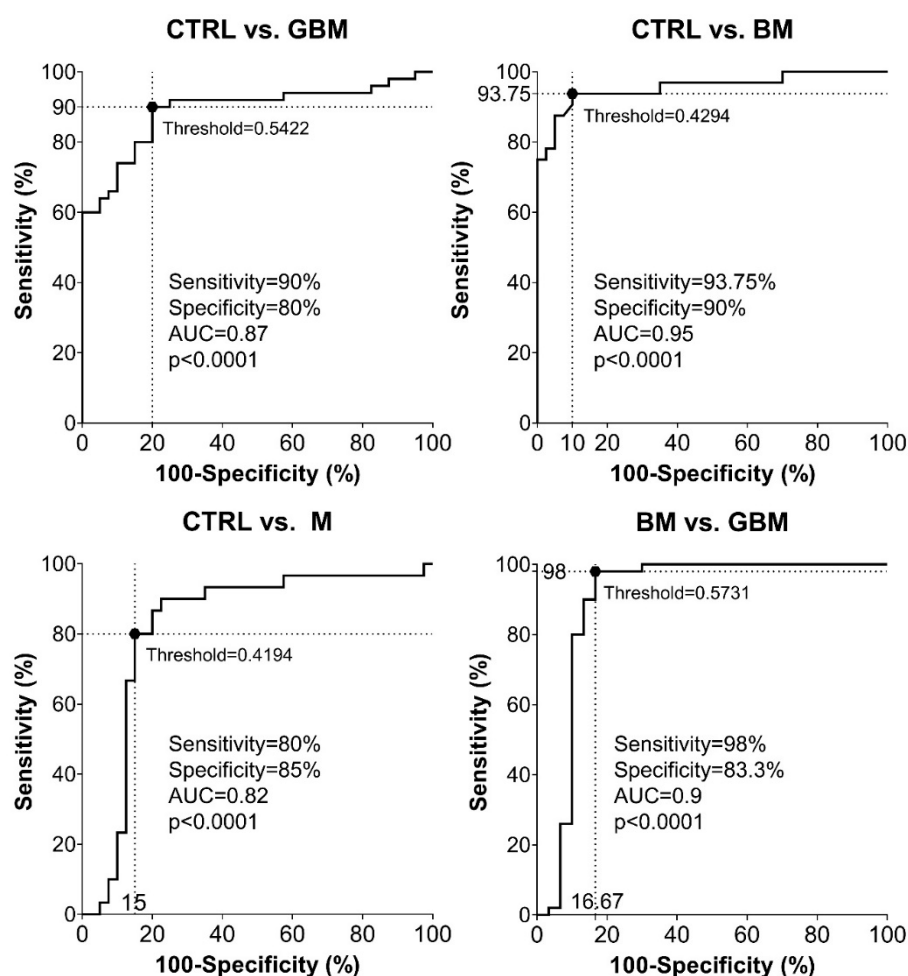 CTRL vs. GBM
100
90
80
60
40
20
0
Sensitivity (%)
Threshold=0.5422
Sensitivity=90%
Specificity=80%
AUC=0.87
p<0.0001
0 20 40 60 80 100
100-Specificity (%)
CTRL vs. BM
100
93.75
80
60
40
20
0
Sensitivity (%)
Threshold=0.4294
Sensitivity=93.75%
Specificity=90%
AUC=0.95
p<0.0001
0 10 20 40 60 80 100
100-Specificity (%)
CTRL vs. M
100
80
60
40
20
0
Sensitivity (%)
Threshold=0.4194
Sensitivity=80%
Specificity=85%
AUC=0.82
p<0.0001
15
0 20 40 60 80 100
100-Specificity (%)
BM vs. GBM
100
98
80
60
40
20
0
Sensitivity (%)
Threshold=0.5731
Sensitivity=98%
Specificity=83.3%
AUC=0.9
p<0.0001
16.67
0 20 40 60 80 100
100-Specificity (%)